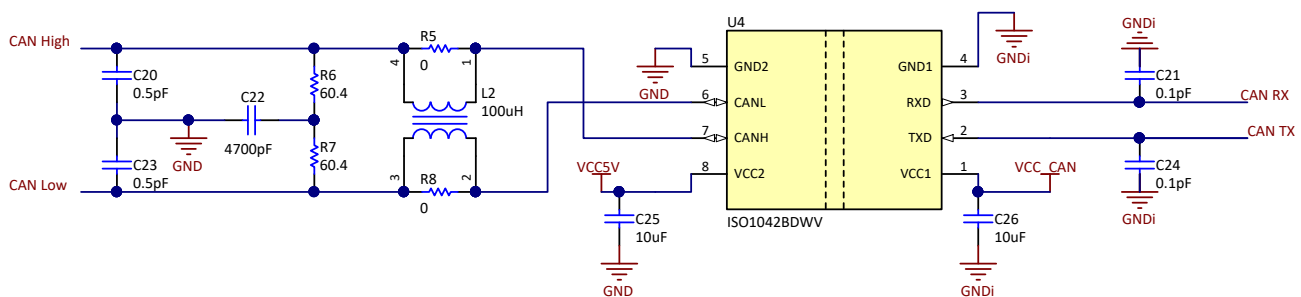 CAN High
C20
0.5pF
C23
0.5pF
CAN Low
GND
C22
4700pF
R6
60.4
R7
60.4
R5
0
4
1
L2
100uH
3
2
R8
0
VCC5V
C25
10uF
GND
GND
U4
5
GND2
6
CANL
7
CANH
8
VCC2
GND1
4
RXD
3
TXD
2
VCC1
1
ISO1042BDWV
GNDi
GNDi
C21
0.1pF
CAN RX
CAN TX
C24
0.1pF
GNDi
VCC_CAN
C26
10uF
GNDi